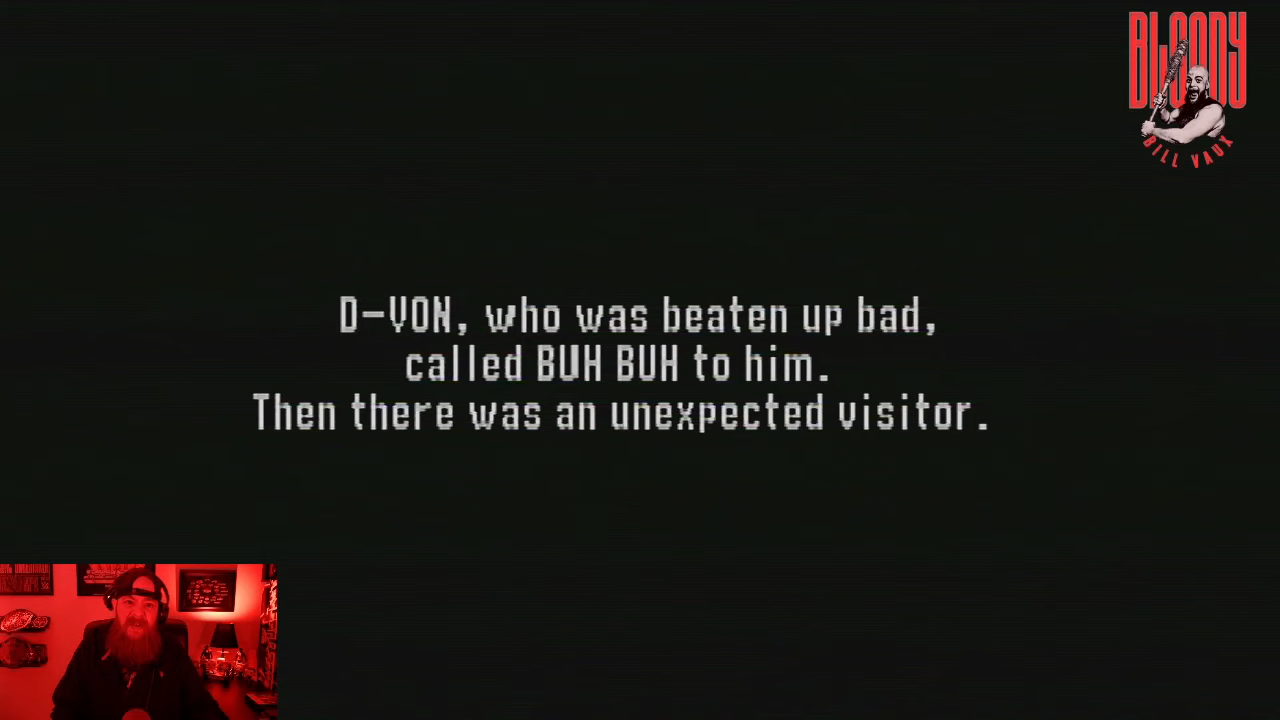 BLOODY
BILL VAUX
D-VON, who was beaten up bad,
called BUH BUH to him.
Then there was an unexpected visitor.